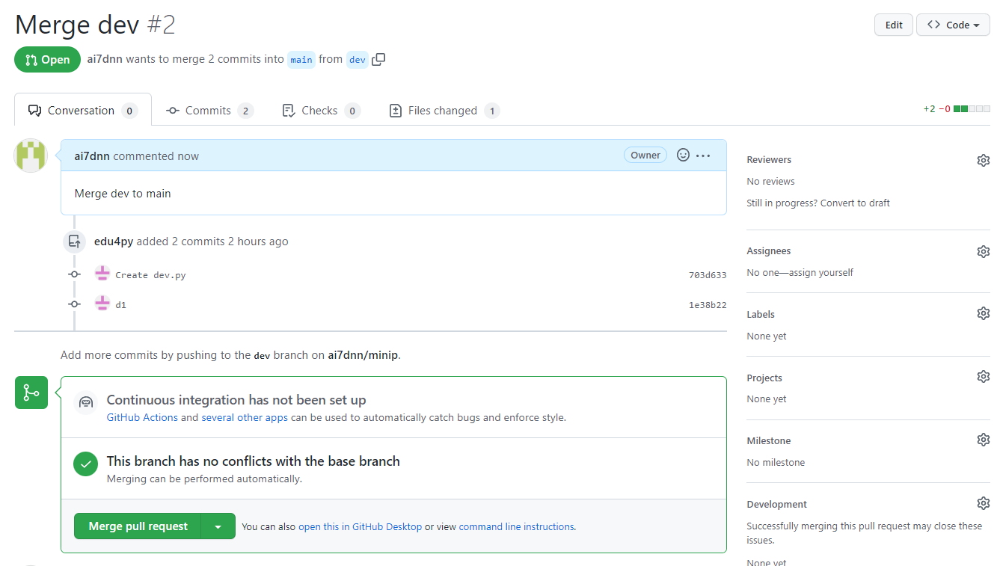 Merge dev #2
Edit
Code
Open
ai7dnn wants to merge 2 commits into main from dev
Conversation 0
Commits 2
Checks 0
Files changed 1
+2 −0
ai7dnn commented now
Owner
Merge dev to main
edu4py added 2 commits 2 hours ago
Create dev.py 703d633
d1 1e38b22
Add more commits by pushing to the dev branch on ai7dnn/minip.
Continuous integration has not been set up
GitHub Actions and several other apps can be used to automatically catch bugs and enforce style.
This branch has no conflicts with the base branch
Merging can be performed automatically.
Merge pull request
You can also open this in GitHub Desktop or view command line instructions.
Reviewers
No reviews
Still in progress? Convert to draft
Assignees
No one—assign yourself
Labels
None yet
Projects
None yet
Milestone
No milestone
Development
Successfully merging this pull request may close these
issues.
None yet